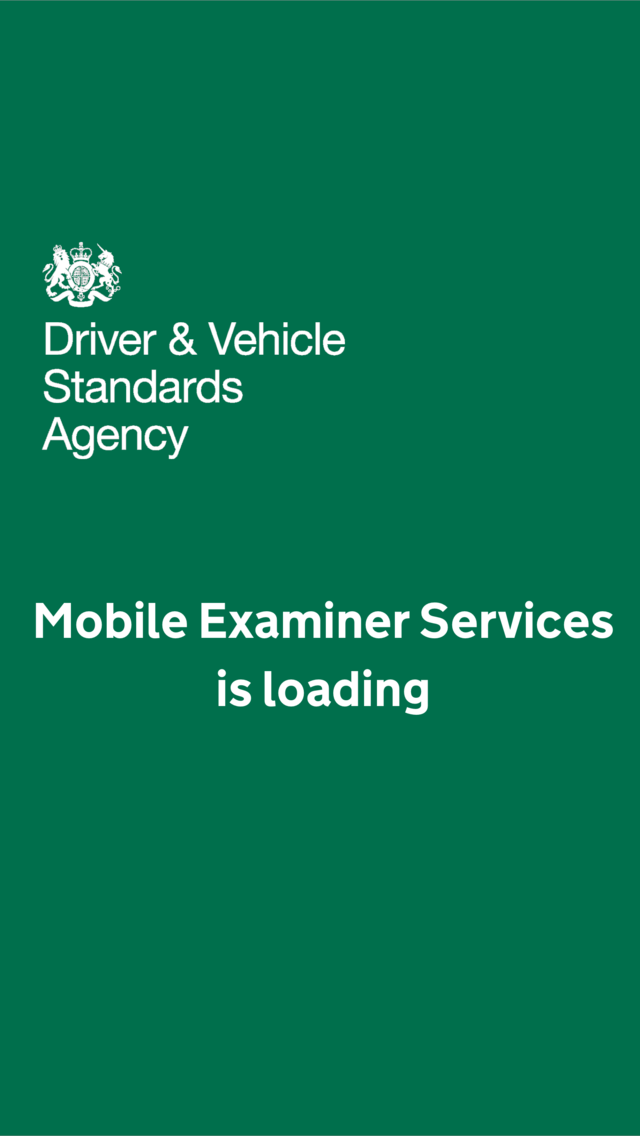 Driver & Vehicle
Standards
Agency
Mobile Examiner Services
is loading